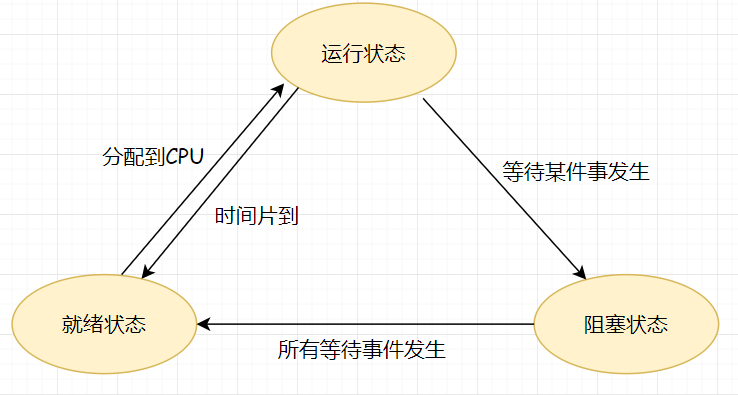 运行状态
分配到CPU
等待某件事发生
时间片到
就绪状态
阻塞状态
所有等待事件发生